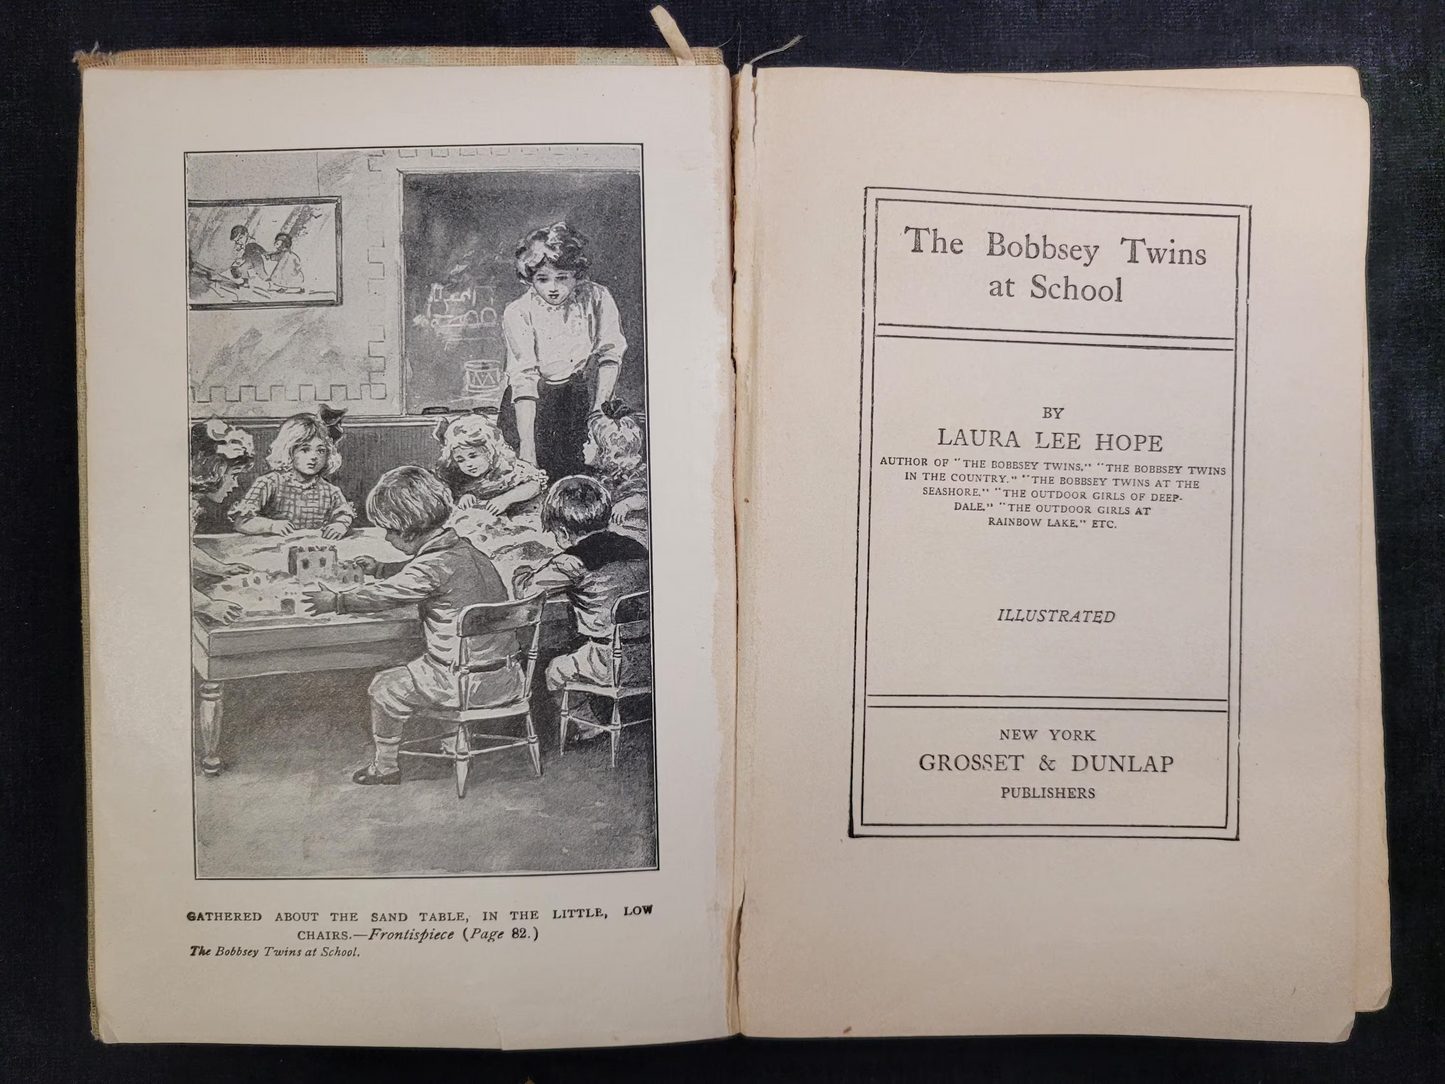 GATHERED ABOUT THE SAND TABLE, IN THE LITTLE, LOW
CHAIRS.—Frontispiece (Page 82.)
The Bobbsey Twins at School.
The Bobbsey Twins
at School
BY
LAURA LEE HOPE
AUTHOR OF "THE BOBBSEY TWINS," "THE BOBBSEY TWINS
IN THE COUNTRY," "THE BOBBSEY TWINS AT THE
SEASHORE," "THE OUTDOOR GIRLS OF DEEP-
DALE," "THE OUTDOOR GIRLS AT
RAINBOW LAKE," ETC.
ILLUSTRATED
NEW YORK
GROSSET & DUNLAP
PUBLISHERS